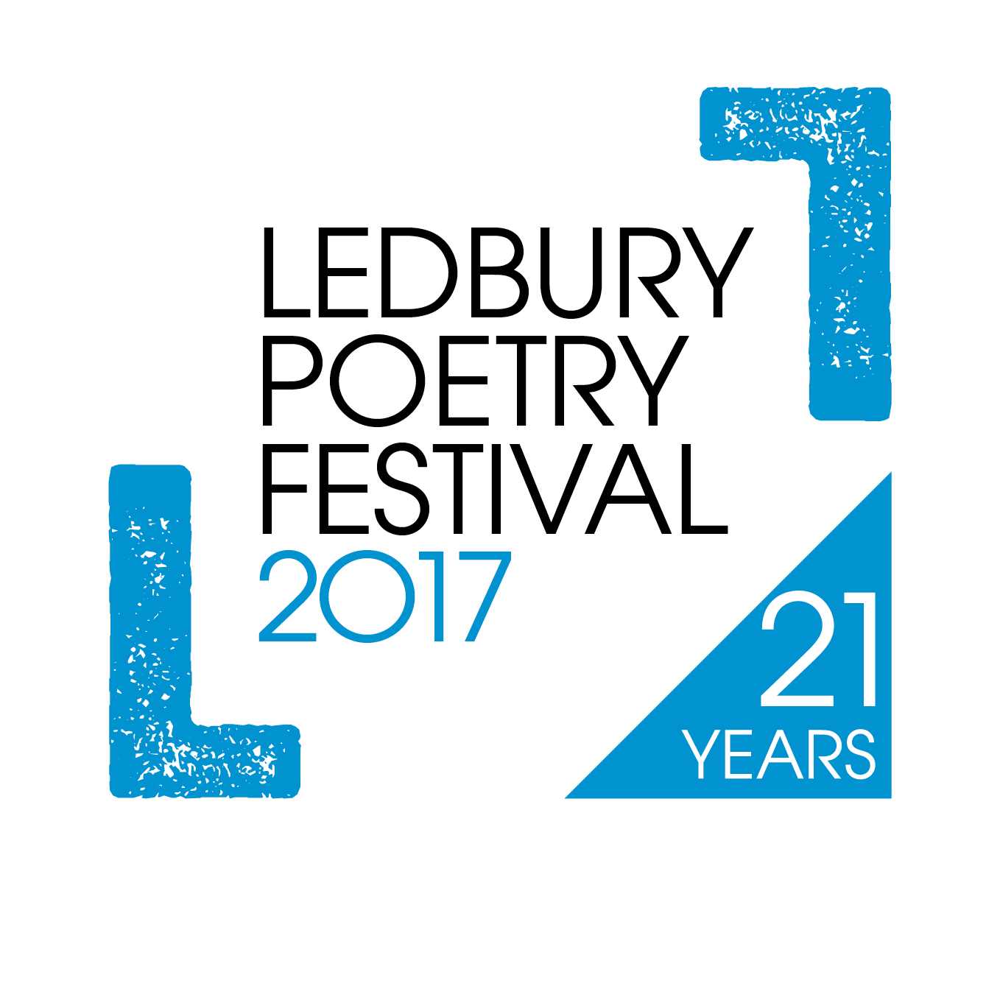 LEDBURY
POETRY
FESTIVAL
2017
21
YEARS